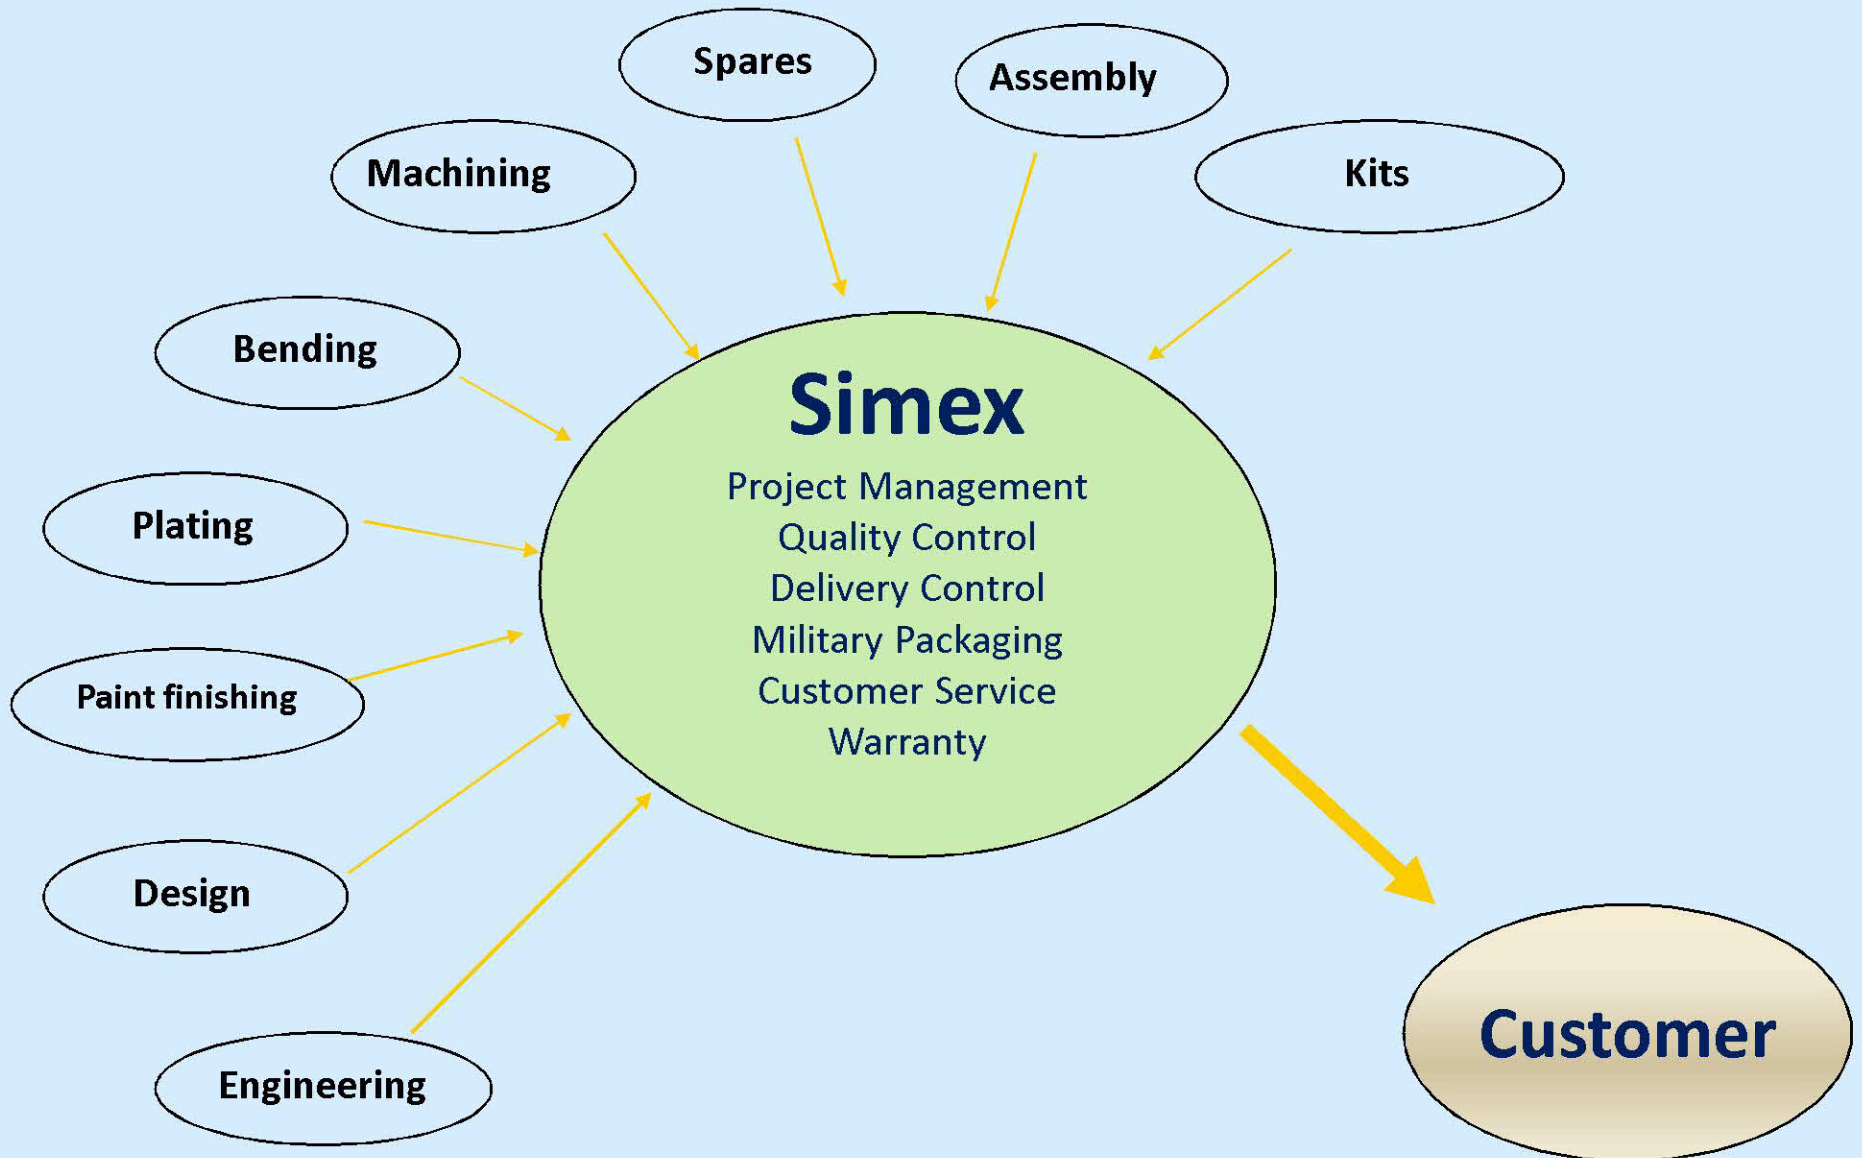 Spares
Assembly
Machining
Kits
Bending
Plating
Paint finishing
Design
Engineering
Simex
Project Management
Quality Control
Delivery Control
Military Packaging
Customer Service
Warranty
Customer